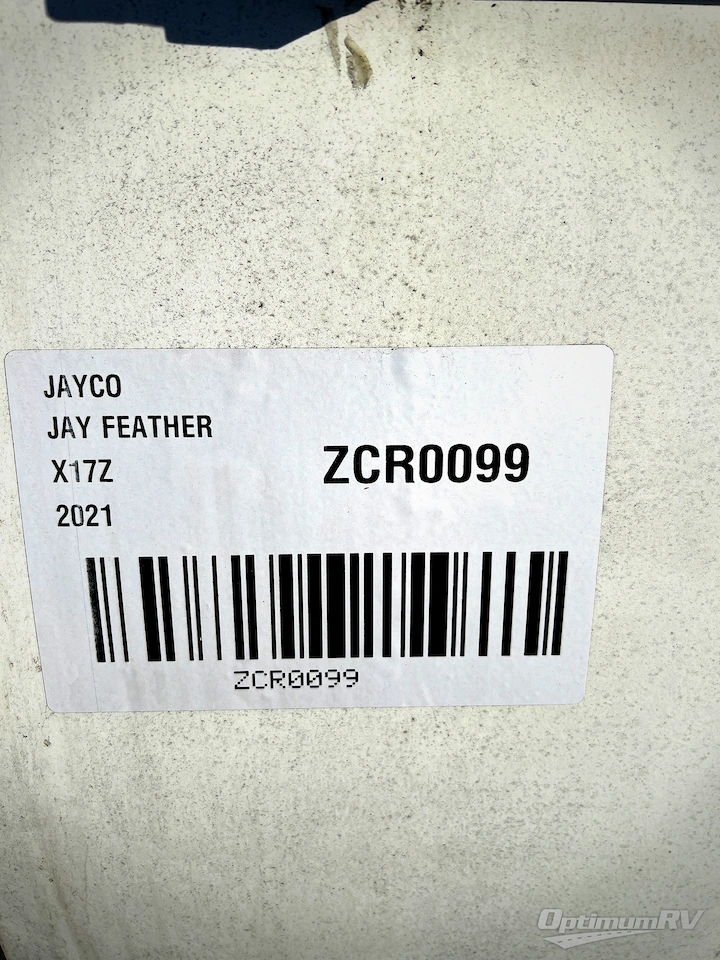 JAYCO
JAY FEATHER
X17Z
2021
ZCR0099
ZCR0099
OptimumRV